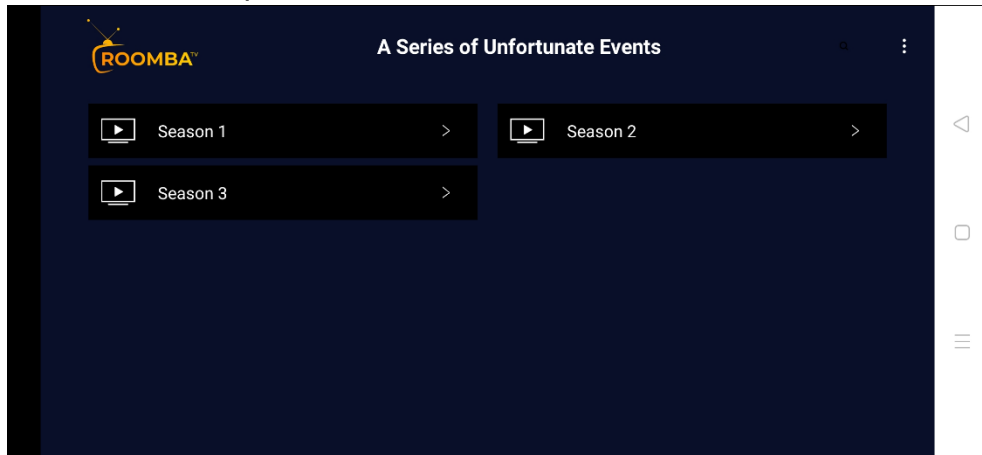 ROOMBA TV
A Series of Unfortunate Events
Season 1
Season 2
Season 3